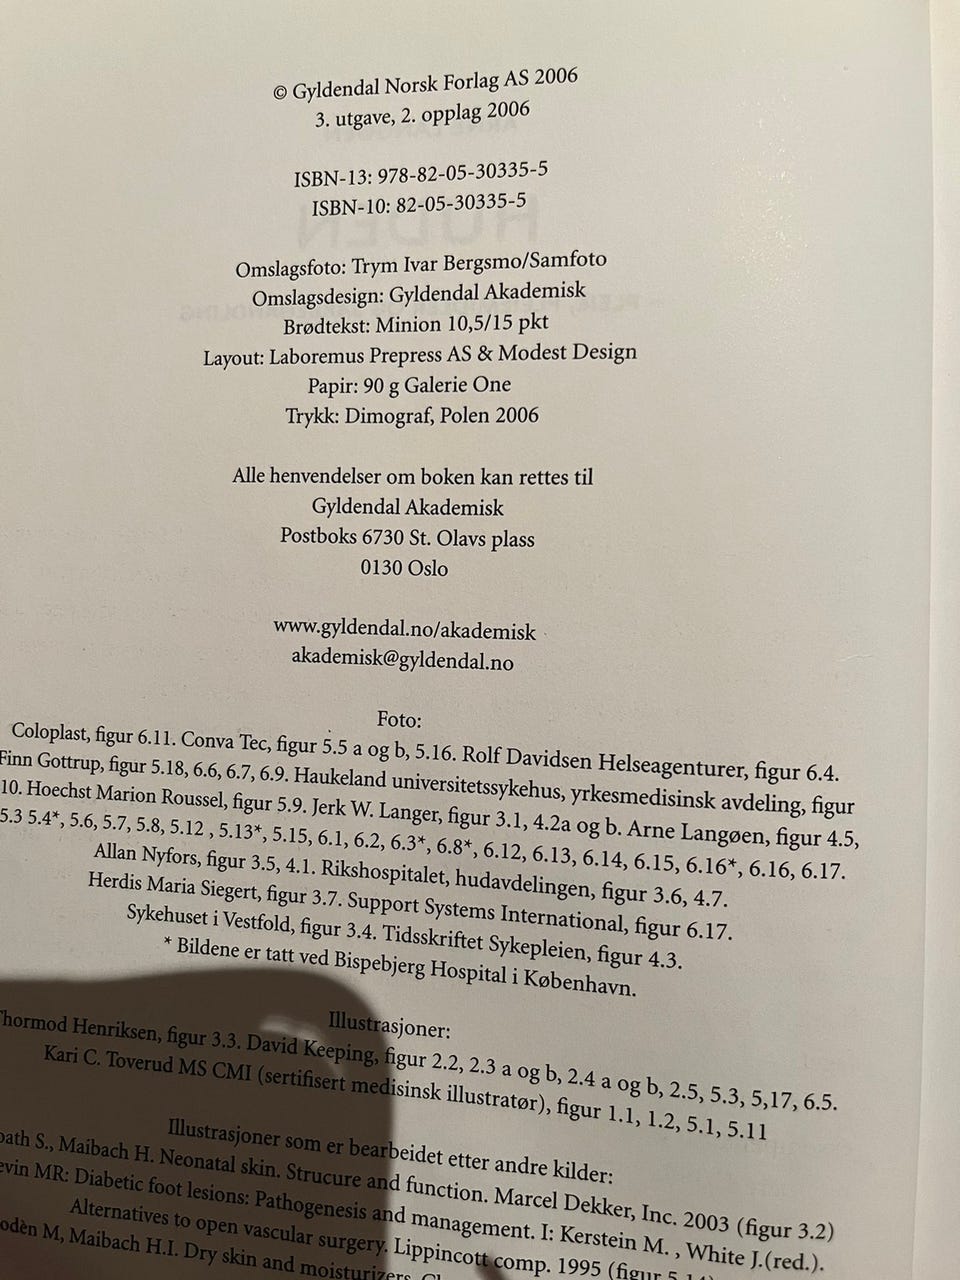 © Gyldendal Norsk Forlag AS 2006
3. utgave, 2. opplag 2006
ISBN-13: 978-82-05-30335-5
ISBN-10: 82-05-30335-5
HUDEN
Omslagsfoto: Trym Ivar Bergsmo/Samfoto
Omslagsdesign: Gyldendal Akademisk
Brødtekst: Minion 10,5/15 pkt
Layout: Laboremus Prepress AS & Modest Design
Papir: 90 g Galerie One
Trykk: Dimograf, Polen 2006
Alle henvendelser om boken kan rettes til
Gyldendal Akademisk
Postboks 6730 St. Olavs plass
0130 Oslo
www.gyldendal.no/akademisk
akademisk@gyldendal.no
Foto:
Coloplast, figur 6.11. Conva Tec, figur 5.5 a og b, 5.16. Rolf Davidsen Helseagenturer, figur 6.4.
Finn Gottrup, figur 5.18, 6.6, 6.7, 6.9. Haukeland universitetssykehus, yrkesmedisinsk avdeling, figur
10. Hoechst Marion Roussel, figur 5.9. Jerk W. Langer, figur 3.1, 4.2a og b. Arne Langøen, figur 4.5,
5.3 5.4*, 5.6, 5.7, 5.8, 5.12 , 5.13*, 5.15, 6.1, 6.2, 6.3*, 6.8*, 6.12, 6.13, 6.14, 6.15, 6.16*, 6.16, 6.17.
Allan Nyfors, figur 3.5, 4.1. Rikshospitalet, hudavdelingen, figur 3.6, 4.7.
Herdis Maria Siegert, figur 3.7. Support Systems International, figur 6.17.
Sykehuset i Vestfold, figur 3.4. Tidsskriftet Sykepleien, figur 4.3.
* Bildene er tatt ved Bispebjerg Hospital i København.
Illustrasjoner:
Thormod Henriksen, figur 3.3. David Keeping, figur 2.2, 2.3 a og b, 2.4 a og b, 2.5, 5.3, 5,17, 6.5.
Kari C. Toverud MS CMI (sertifisert medisinsk illustratør), figur 1.1, 1.2, 5.1, 5.11
Illustrasjoner som er bearbeidet etter andre kilder:
S., Maibach H. Neonatal skin. Strucure and function. Marcel Dekker, Inc. 2003 (figur 3.2)
MR: Diabetic foot lesions: Pathogenesis and management. I: Kerstein M. , White J.(red.).
Alternatives to open vascular surgery. Lippincott comp. 1995 (figur 5.14)
M, Maibach H.I. Dry skin and moisturizers.